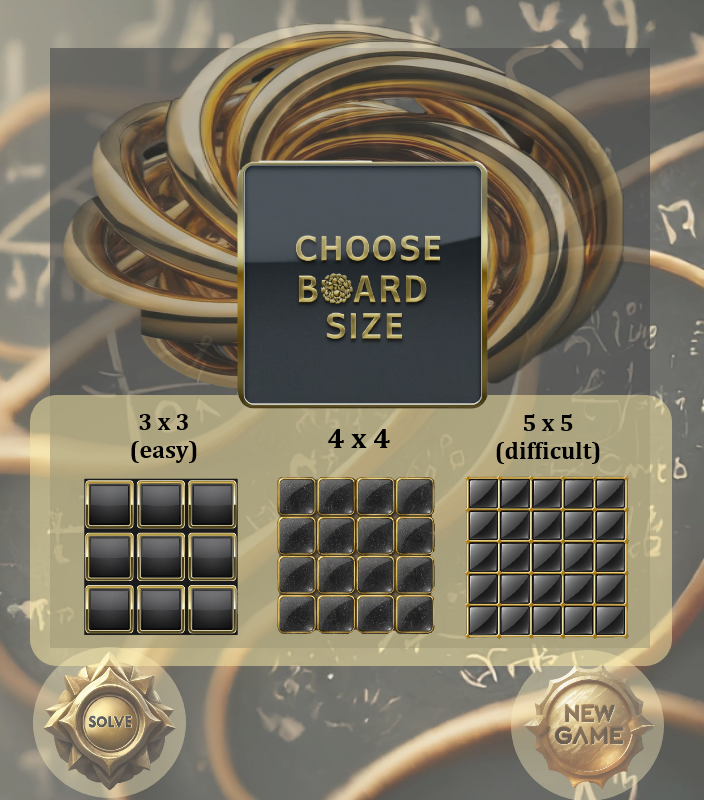 CHOOSE
BOARD
SIZE
3 x 3
(easy)
4 x 4
5 x 5
(difficult)
SOLVE
NEW
GAME